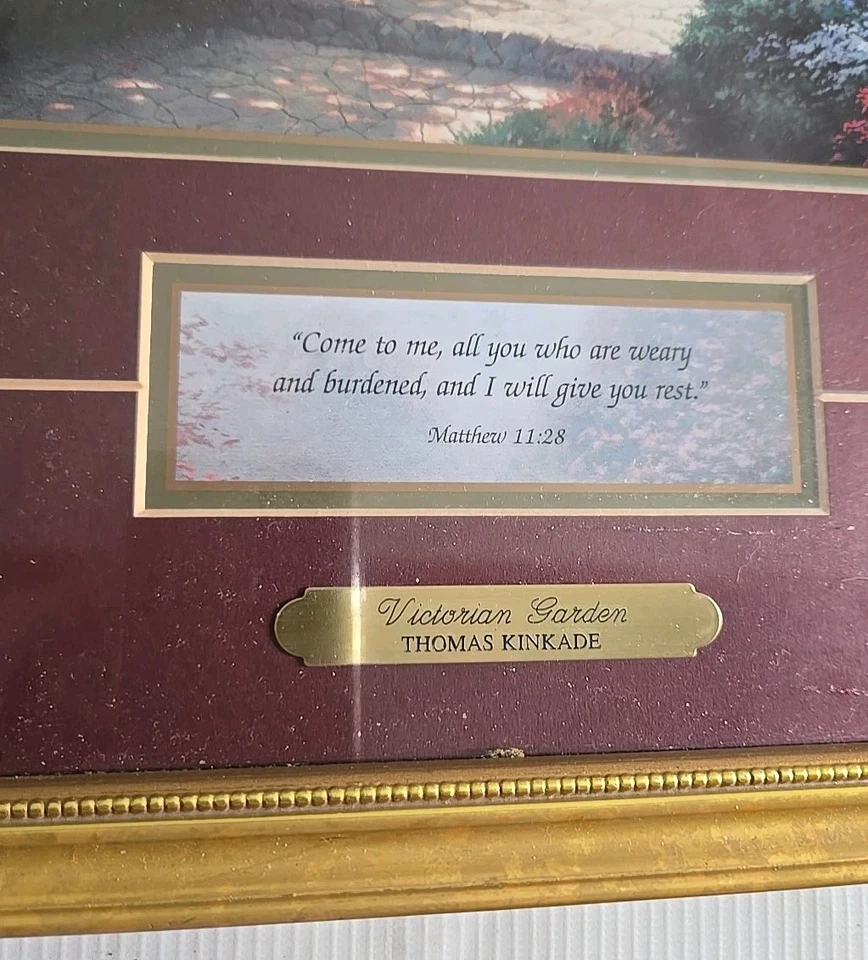 “Come to me, all you who are weary
and burdened, and I will give you rest.”
Matthew 11:28
Victorian Garden
THOMAS KINKADE